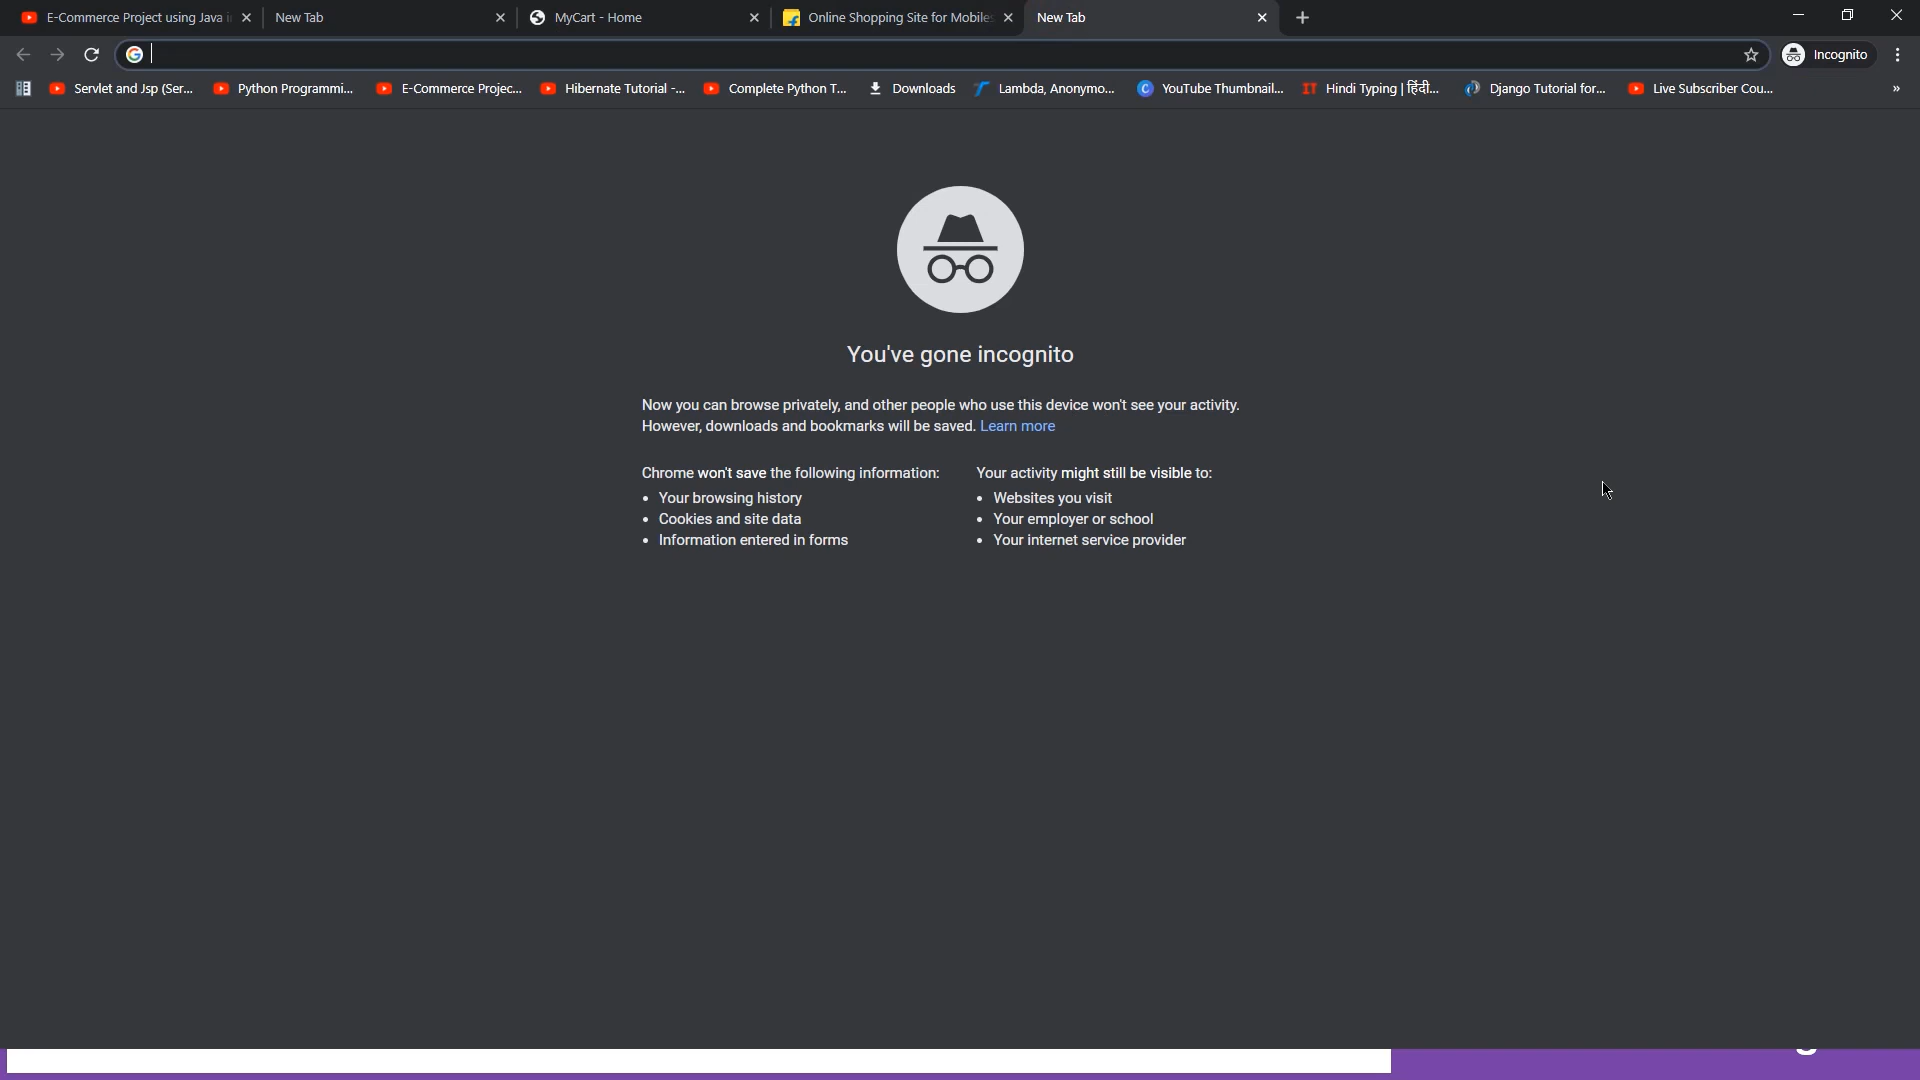 E-Commerce Project using Java i
New Tab
MyCart - Home
Online Shopping Site for Mobiles
New Tab
Incognito
Servlet and Jsp (Ser...
Python Programmi...
E-Commerce Projec...
Hibernate Tutorial -...
Complete Python T...
Downloads
Lambda, Anonymo...
YouTube Thumbnail...
Hindi Typing | हिंदी...
Django Tutorial for...
Live Subscriber Cou...
»
You've gone incognito
Now you can browse privately, and other people who use this device won't see your activity.
However, downloads and bookmarks will be saved. Learn more
Chrome won't save the following information:
• Your browsing history
• Cookies and site data
• Information entered in forms
Your activity might still be visible to:
• Websites you visit
• Your employer or school
• Your internet service provider